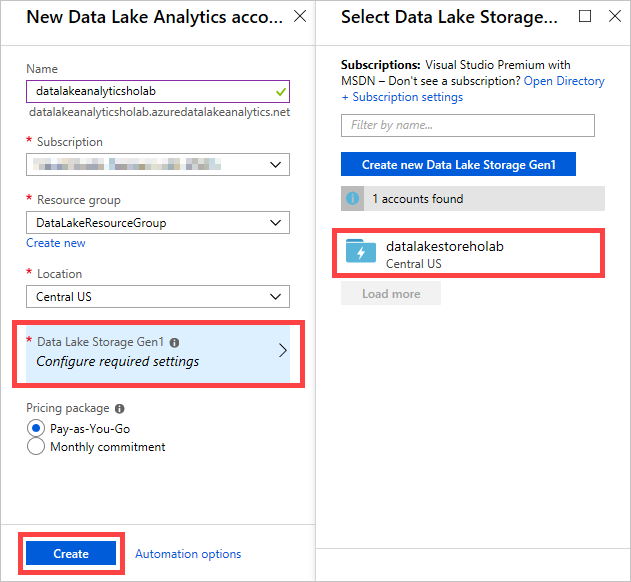 New Data Lake Analytics acco...
Name
datalakeanalyticsholab
datalakeanalyticsholab.azuredatalakeanalytics.net
* Subscription
* Resource group
DataLakeResourceGroup
Create new
* Location
Central US
* Data Lake Storage Gen1
Configure required settings
Pricing package
Pay-as-You-Go
Monthly commitment
Create
Automation options
Select Data Lake Storage...
Subscriptions: Visual Studio Premium with
MSDN – Don't see a subscription? Open Directory
+ Subscription settings
Filter by name...
Create new Data Lake Storage Gen1
1 accounts found
datalakestoreholab
Central US
Load more